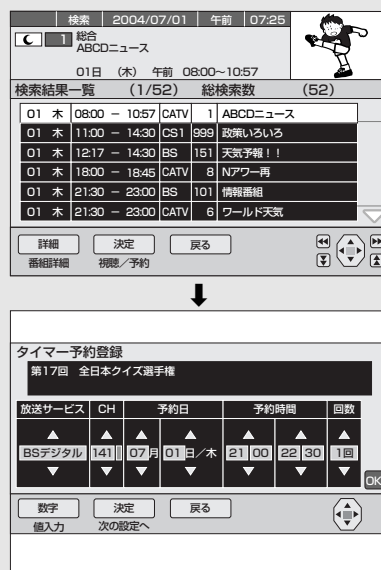 検索 2004/07/01 午前 07:25
1 総合
ABCDニュース
01日 (木) 午前 08:00~10:57
検索結果一覧 (1/52) 総検索数 (52)
01 木 08:00 － 10:57 CATV 1 ABCDニュース
01 木 11:00 － 14:30 CS1 999 政策いろいろ
01 木 12:17 － 14:30 BS 151 天気予報！！
01 木 18:00 － 18:45 CATV 8 Nアワー再
01 木 21:30 － 23:00 BS 101 情報番組
01 木 21:30 － 23:00 CATV 6 ワールド天気
詳細 決定 戻る
番組詳細 視聴／予約
タイマー予約登録
第17回 全日本クイズ選手権
放送サービス CH 予約日 予約時間 回数
BSデジタル 141 07月 01日／木 21 00 22 30 1回
OK
数字 決定 戻る
値入力 次の設定へ